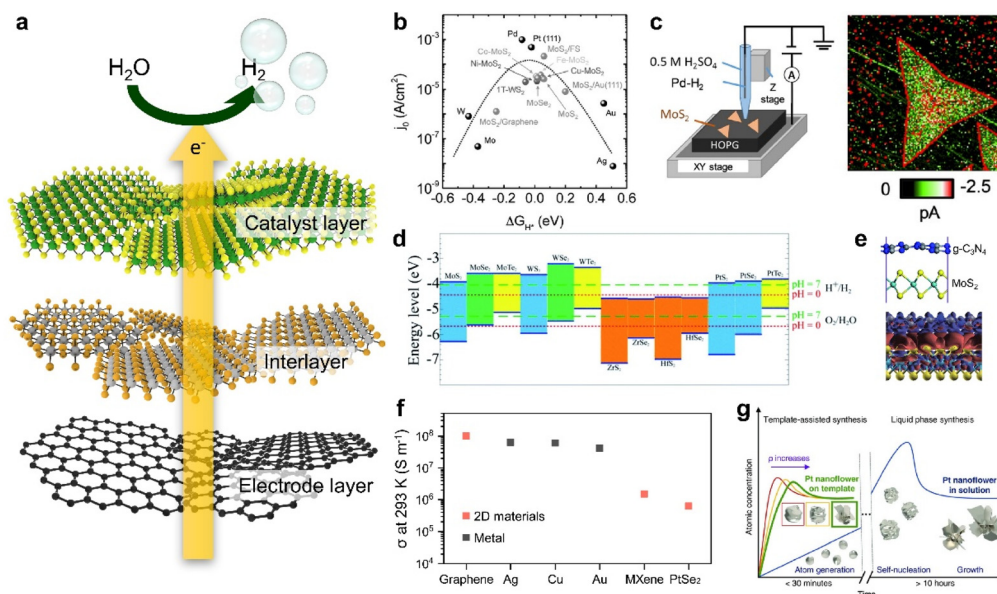 a
H₂O
H₂
e⁻
Catalyst layer
Interlayer
Electrode layer
b
j₀ (A/cm²)
10⁻³
10⁻⁵
10⁻⁷
10⁻⁹
Pd
Pt (111)
MoS₂/FS
Co-MoS₂
Fe-MoS₂
Ni-MoS₂
Cu-MoS₂
1T-WS₂
MoS₂/Au(111)
MoSe₂
MoS₂
W
MoS₂/Graphene
Au
Mo
Ag
-0.6 -0.4 -0.2 0.0 0.2 0.4 0.6
ΔG_H* (eV)
c
0.5 M H₂SO₄
Pd-H₂
Z
stage
A
MoS₂
HOPG
XY stage
0 -2.5
pA
d
Energy level (eV)
-3
-4
-5
-6
-7
MoS₂ MoSe₂ MoTe₂ WS₂ WSe₂ WTe₂
ZrS₂ ZrSe₂ HfS₂ HfSe₂
PtS₂ PtSe₂ PtTe₂
pH = 7
H⁺/H₂
pH = 0
pH = 7
O₂/H₂O
pH = 0
e
g-C₃N₄
MoS₂
f
σ at 293 K (S m⁻¹)
10⁸
10⁷
10⁶
10⁵
10⁴
2D materials
Metal
Graphene Ag Cu Au MXene PtSe₂
g
Template-assisted synthesis Liquid phase synthesis
ρ increases
Pt nanoflower
on template
Pt nanoflower
in solution
Atomic concentration
Atom generation Self-nucleation Growth
< 30 minutes > 10 hours
Time